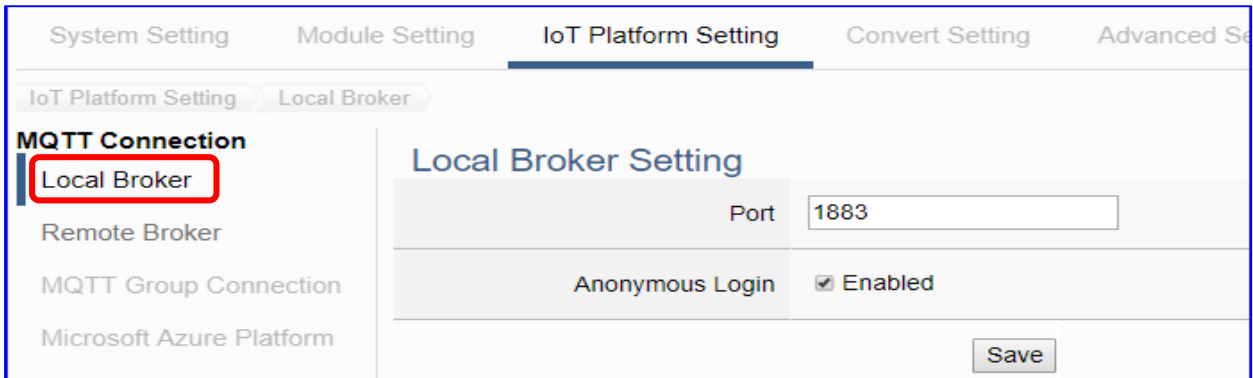 System Setting Module Setting IoT Platform Setting Convert Setting Advanced
IoT Platform Setting Local Broker
MQTT Connection
Local Broker
Remote Broker
MQTT Group Connection
Microsoft Azure Platform
Local Broker Setting
Port 1883
Anonymous Login Enabled
Save